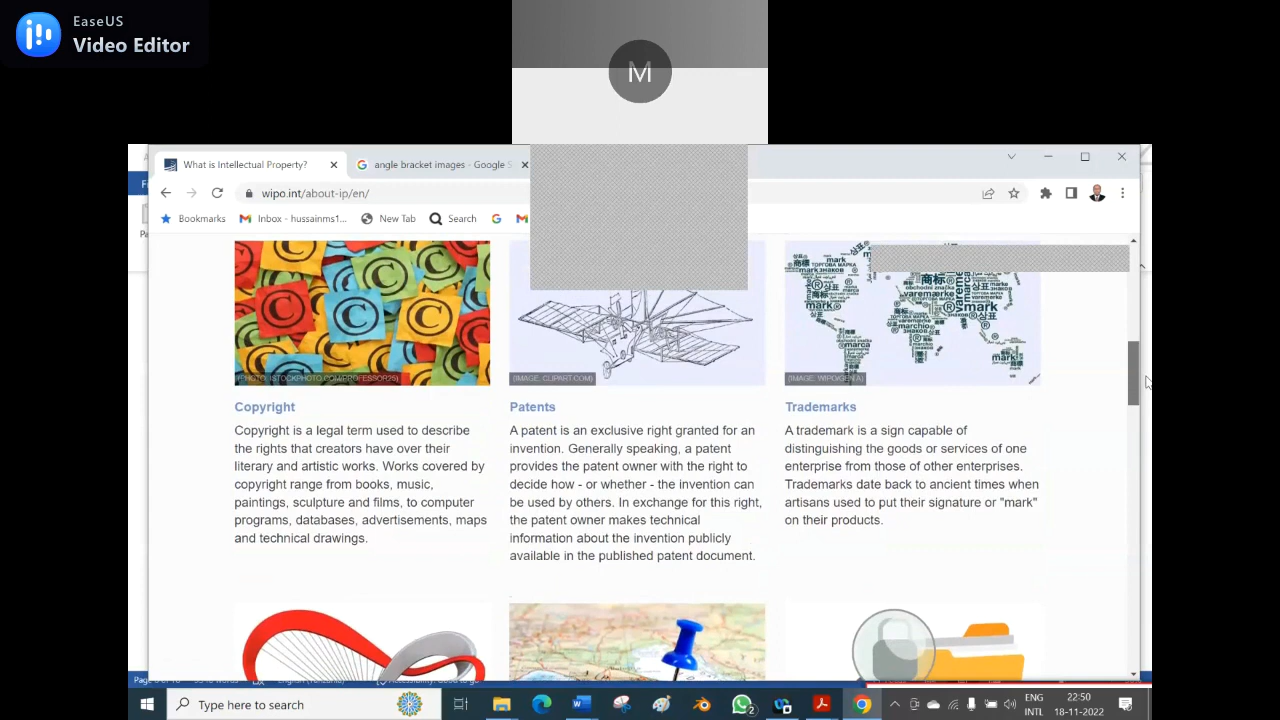 EaseUS
Video Editor
M
What is Intellectual Property?
angle bracket images - Google S
wipo.int/about-ip/en/
Bookmarks
Inbox - hussainms1...
New Tab
Search
(PHOTO: ISTOCKPHOTO.COM/PROFESSOR25)
(IMAGE: CLIPART.COM)
(IMAGE: WIPO/GEN A)
Copyright
Copyright is a legal term used to describe
the rights that creators have over their
literary and artistic works. Works covered by
copyright range from books, music,
paintings, sculpture and films, to computer
programs, databases, advertisements, maps
and technical drawings.
Patents
A patent is an exclusive right granted for an
invention. Generally speaking, a patent
provides the patent owner with the right to
decide how - or whether - the invention can
be used by others. In exchange for this right,
the patent owner makes technical
information about the invention publicly
available in the published patent document.
Trademarks
A trademark is a sign capable of
distinguishing the goods or services of one
enterprise from those of other enterprises.
Trademarks date back to ancient times when
artisans used to put their signature or "mark"
on their products.
Type here to search
2
ENG
INTL
22:50
18-11-2022